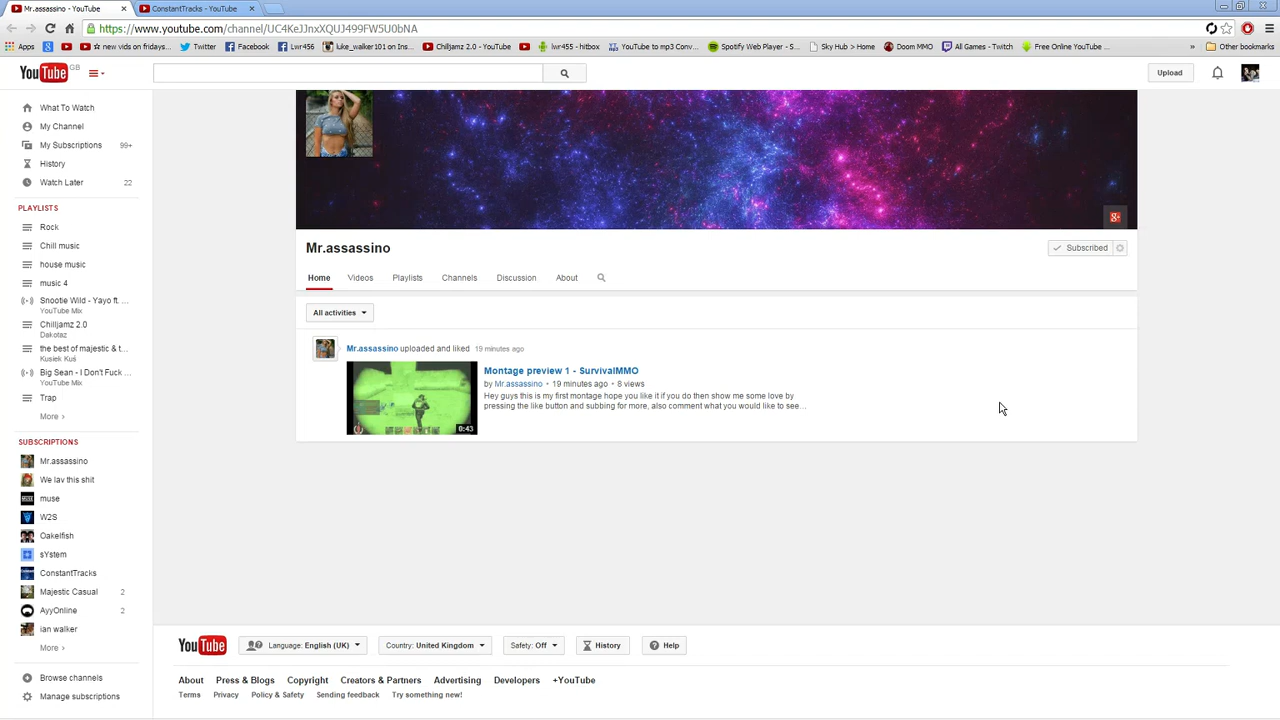 Mr.assassino - YouTube
ConstantTracks - YouTube
https://www.youtube.com/channel/UC4KeJJnxXQUJ499FW5U0bNA
Apps
★ new vids on fridays...
Twitter
Facebook
Lwr456
luke_walker101 on Ins...
Chilljamz 2.0 - YouTube
lwr455 - hitbox
YouTube to mp3 Conv...
Spotify Web Player - S...
Sky Hub > Home
Doom MMO
All Games - Twitch
Free Online YouTube ...
»
Other bookmarks
YouTube GB
Upload
What To Watch
My Channel
My Subscriptions 99+
History
Watch Later 22
PLAYLISTS
Rock
Chill music
house music
music 4
Snootie Wild - Yayo ft. ...
YouTube Mix
Chilljamz 2.0
Dakotaz
the best of majestic & t...
Kusiek Kuś
Big Sean - I Don't Fuck ...
YouTube Mix
Trap
More ›
SUBSCRIPTIONS
Mr.assassino
We lav this shit
muse
W2S
Oakelfish
sYstem
ConstantTracks
Majestic Casual 2
AyyOnline 2
ian walker
More ›
Browse channels
Manage subscriptions
g+
Mr.assassino
Subscribed
Home
Videos
Playlists
Channels
Discussion
About
All activities
Mr.assassino uploaded and liked 19 minutes ago
0:43
Montage preview 1 - SurvivalMMO
by Mr.assassino • 19 minutes ago • 8 views
Hey guys this is my first montage hope you like it if you do then show me some love by
pressing the like button and subbing for more, also comment what you would like to see...
YouTube
Language: English (UK)
Country: United Kingdom
Safety: Off
History
Help
About
Press & Blogs
Copyright
Creators & Partners
Advertising
Developers
+YouTube
Terms
Privacy
Policy & Safety
Sending feedback
Try something new!